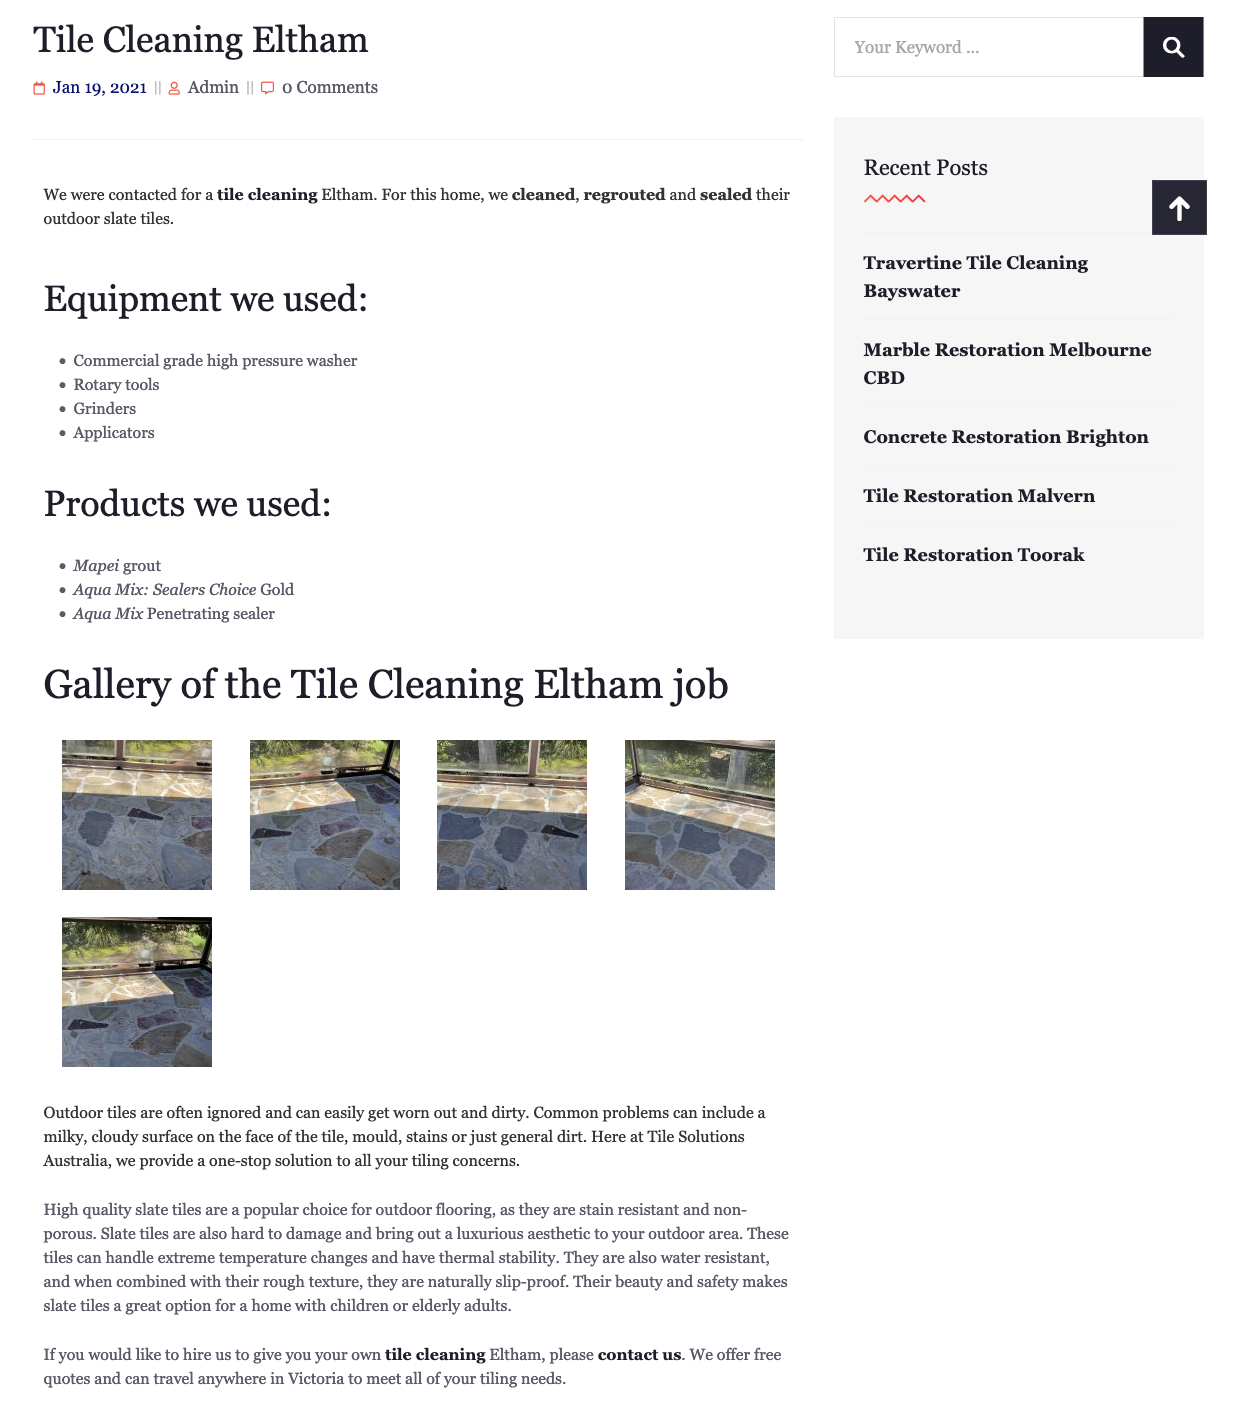 Tile Cleaning Eltham
Jan 19, 2021 || Admin || 0 Comments
We were contacted for a tile cleaning Eltham. For this home, we cleaned, regrouted and sealed their
outdoor slate tiles.
Equipment we used:
• Commercial grade high pressure washer
• Rotary tools
• Grinders
• Applicators
Products we used:
• Mapei grout
• Aqua Mix: Sealers Choice Gold
• Aqua Mix Penetrating sealer
Gallery of the Tile Cleaning Eltham job
Outdoor tiles are often ignored and can easily get worn out and dirty. Common problems can include a
milky, cloudy surface on the face of the tile, mould, stains or just general dirt. Here at Tile Solutions
Australia, we provide a one-stop solution to all your tiling concerns.
High quality slate tiles are a popular choice for outdoor flooring, as they are stain resistant and non-
porous. Slate tiles are also hard to damage and bring out a luxurious aesthetic to your outdoor area. These
tiles can handle extreme temperature changes and have thermal stability. They are also water resistant,
and when combined with their rough texture, they are naturally slip-proof. Their beauty and safety makes
slate tiles a great option for a home with children or elderly adults.
If you would like to hire us to give you your own tile cleaning Eltham, please contact us. We offer free
quotes and can travel anywhere in Victoria to meet all of your tiling needs.
Your Keyword ...
Recent Posts
Travertine Tile Cleaning
Bayswater
Marble Restoration Melbourne
CBD
Concrete Restoration Brighton
Tile Restoration Malvern
Tile Restoration Toorak